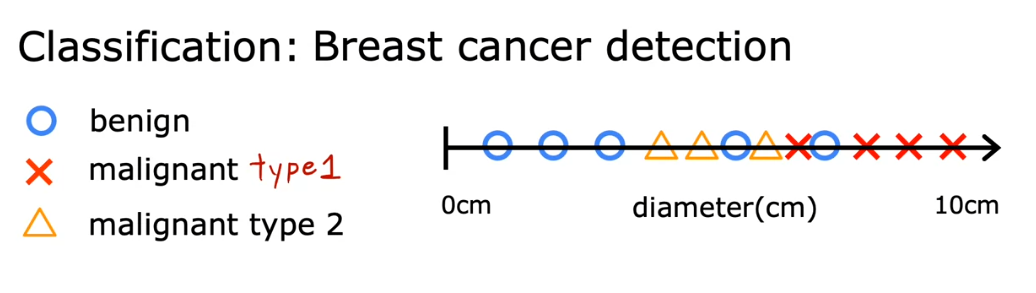 Classification: Breast cancer detection
benign
malignant type1
malignant type 2
0cm
diameter(cm)
10cm